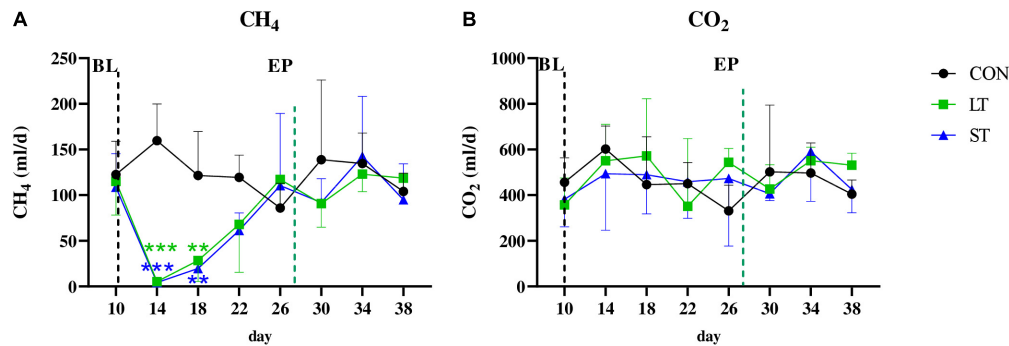 A
CH4
CH4 (ml/d)
250
200
150
100
50
0
BL
EP
***
**
***
**
10 14 18 22 26 30 34 38
day
B
CO2
CO2 (ml/d)
1000
800
600
400
200
0
BL
EP
10 14 18 22 26 30 34 38
day
CON
LT
ST